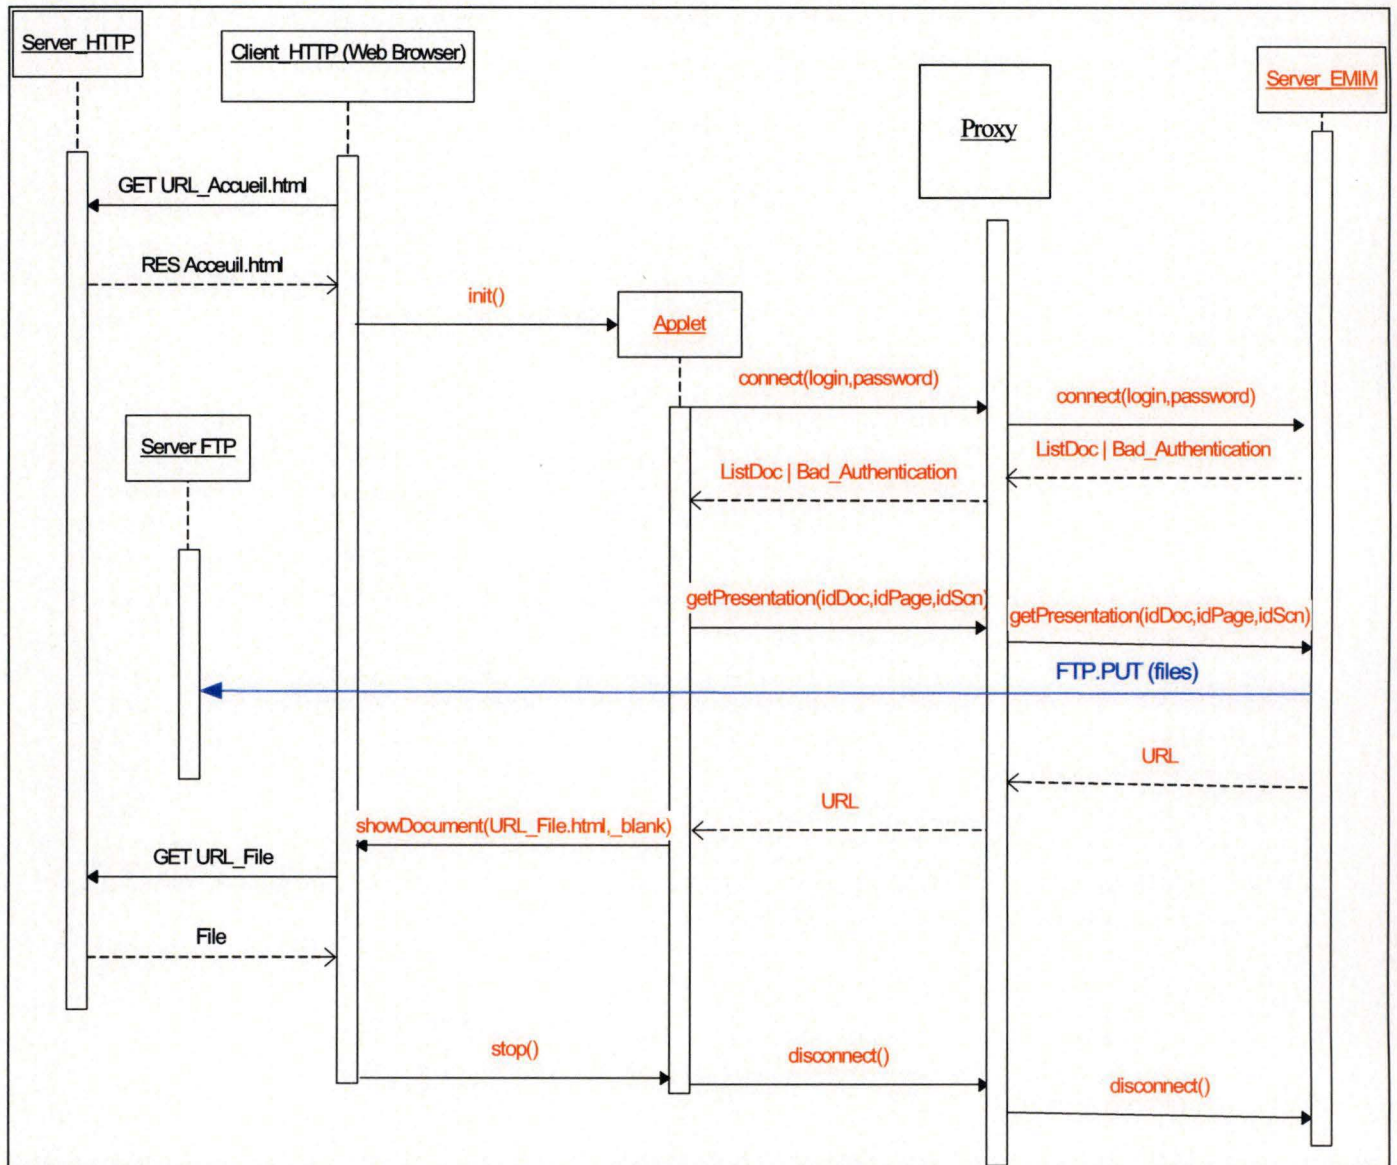 Server_HTTP
Client_HTTP (Web Browser)
Server_EMIM
Proxy
GET URL_Accueil.html
RES Acceuil.html
init()
Applet
connect(login,password)
connect(login,password)
Server FTP
ListDoc | Bad_Authentication
ListDoc | Bad_Authentication
getPresentation(idDoc,idPage,idScn)
getPresentation(idDoc,idPage,idScn)
FTP.PUT (files)
URL
URL
showDocument(URL_File.html,_blank)
GET URL_File
File
stop()
disconnect()
disconnect()